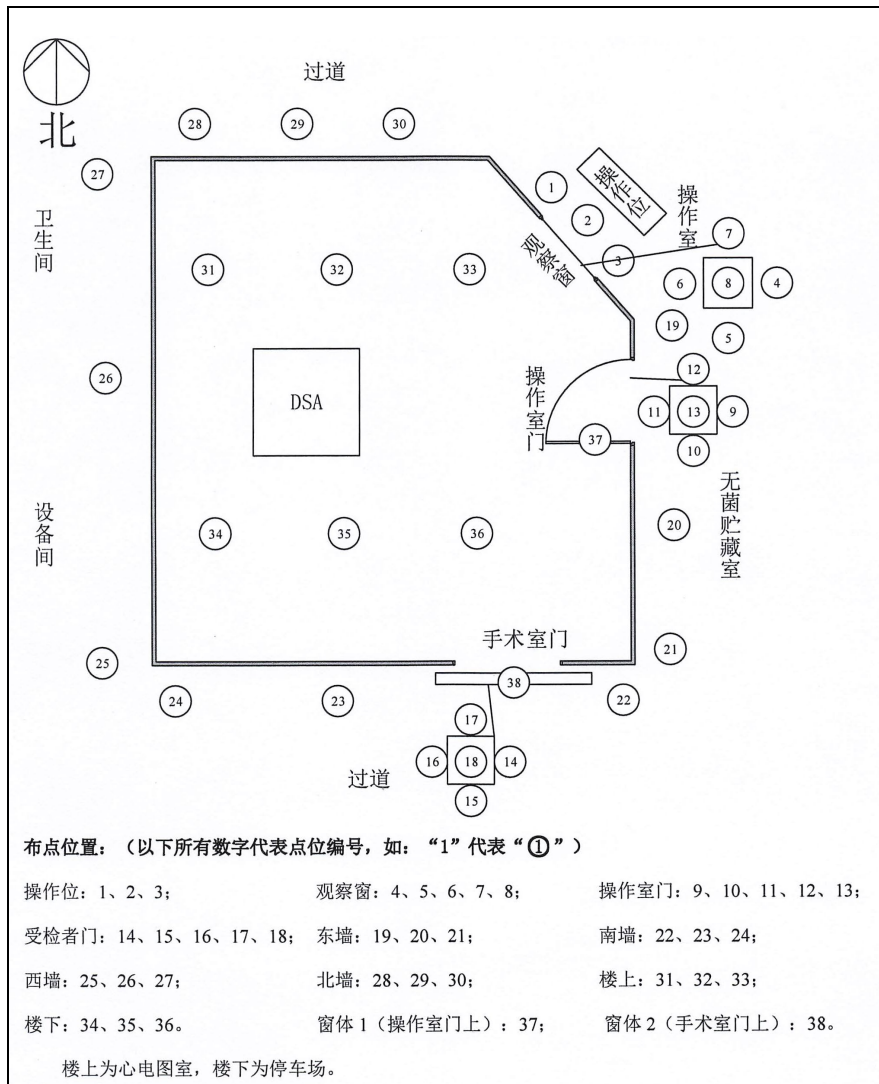 过道
北
28 29 30
27
1
操作位
2
操作室
卫生间
观察窗
7
3
31 32 33
6 8 4
19
5
26
DSA
操作室门
12
11 13 9
37
10
设备间
34 35 36
20
无菌贮藏室
手术室门
21
25
38
24 23 22
17
过道
16 18 14
15
布点位置：（以下所有数字代表点位编号，如：“1”代表“①”）
操作位：1、2、3； 观察窗：4、5、6、7、8； 操作室门：9、10、11、12、13；
受检者门：14、15、16、17、18； 东墙：19、20、21； 南墙：22、23、24；
西墙：25、26、27； 北墙：28、29、30； 楼上：31、32、33；
楼下：34、35、36。 窗体 1（操作室门上）：37； 窗体 2（手术室门上）：38。
楼上为心电图室，楼下为停车场。